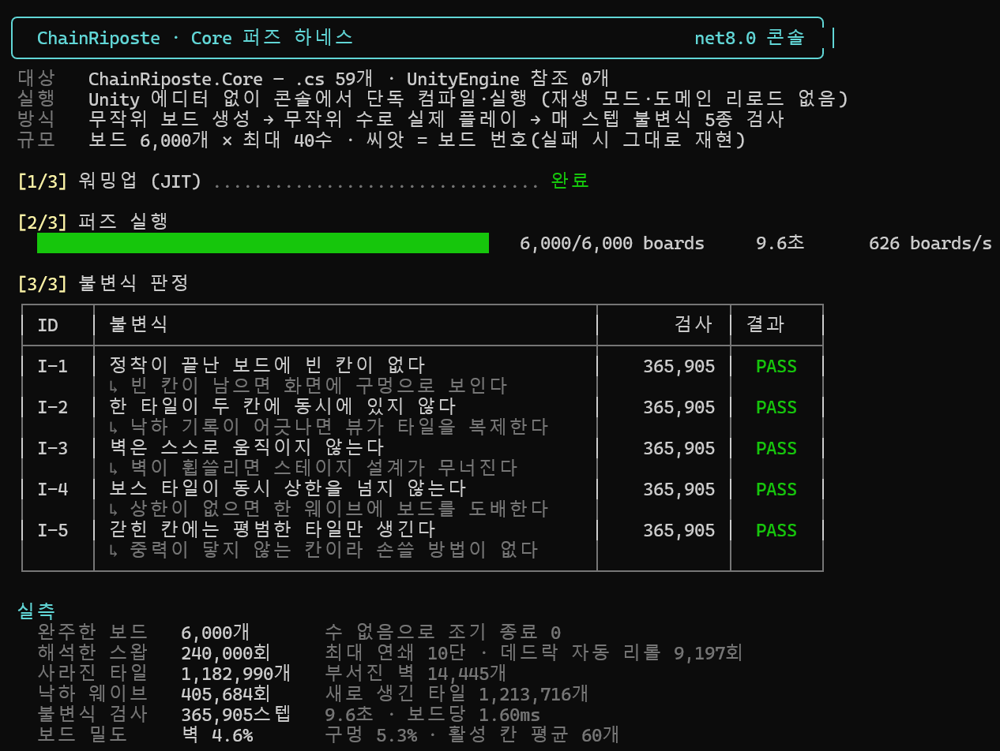 ChainRiposte · Core 퍼즈 하네스 net8.0 콘솔
대상 ChainRiposte.Core — .cs 59개 · UnityEngine 참조 0개
실행 Unity 에디터 없이 콘솔에서 단독 컴파일·실행 (재생 모드·도메인 리로드 없음)
방식 무작위 보드 생성 → 무작위 수로 실제 플레이 → 매 스텝 불변식 5종 검사
규모 보드 6,000개 × 최대 40수 · 씨앗 = 보드 번호(실패 시 그대로 재현)
[1/3] 워밍업 (JIT) ................................ 완료
[2/3] 퍼즈 실행
6,000/6,000 boards 9.6초 626 boards/s
[3/3] 불변식 판정
ID 불변식 검사 결과
I-1 정착이 끝난 보드에 빈 칸이 없다 365,905 PASS
↳ 빈 칸이 남으면 화면에 구멍으로 보인다
I-2 한 타일이 두 칸에 동시에 있지 않다 365,905 PASS
↳ 낙하 기록이 어긋나면 뷰가 타일을 복제한다
I-3 벽은 스스로 움직이지 않는다 365,905 PASS
↳ 벽이 휩쓸리면 스테이지 설계가 무너진다
I-4 보스 타일이 동시 상한을 넘지 않는다 365,905 PASS
↳ 상한이 없으면 한 웨이브에 보드를 도배한다
I-5 갇힌 칸에는 평범한 타일만 생긴다 365,905 PASS
↳ 중력이 닿지 않는 칸이라 손쓸 방법이 없다
실측
완주한 보드 6,000개 수 없음으로 조기 종료 0
해석한 스왑 240,000회 최대 연쇄 10단 · 데드락 자동 리롤 9,197회
사라진 타일 1,182,990개 부서진 벽 14,445개
낙하 웨이브 405,684회 새로 생긴 타일 1,213,716개
불변식 검사 365,905스텝 9.6초 · 보드당 1.60ms
보드 밀도 벽 4.6% 구멍 5.3% · 활성 칸 평균 60개